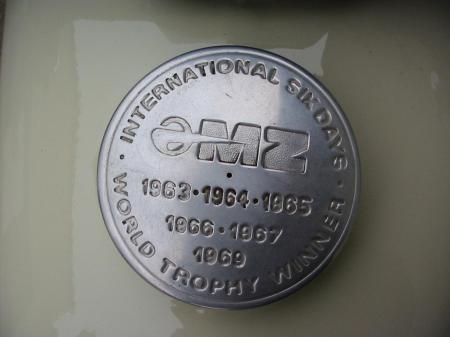 INTERNATIONAL SIX DAYS
MZ
1963·1964·1965
1966·1967
1969
WORLD TROPHY WINNER